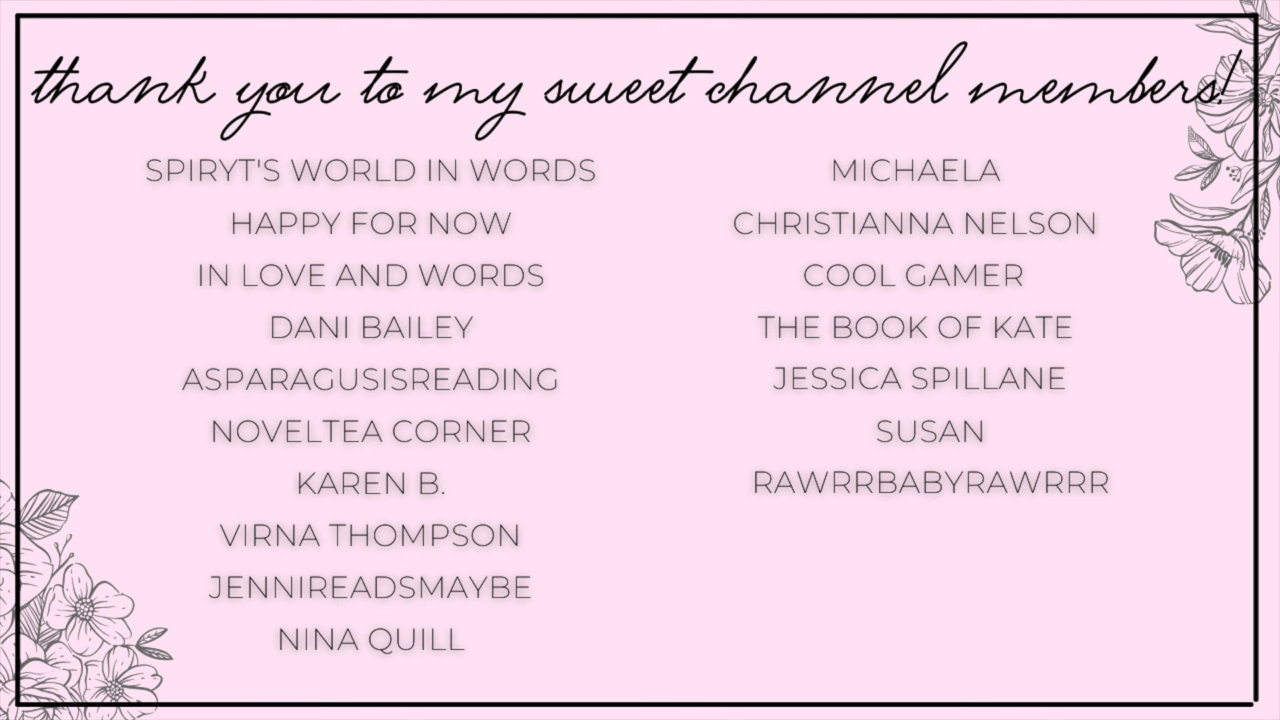 thank you to my sweet channel members!
SPIRYT'S WORLD IN WORDS
HAPPY FOR NOW
IN LOVE AND WORDS
DANI BAILEY
ASPARAGUSISREADING
NOVELTEA CORNER
KAREN B.
VIRNA THOMPSON
JENNIREADSMAYBE
NINA QUILL
MICHAELA
CHRISTIANNA NELSON
COOL GAMER
THE BOOK OF KATE
JESSICA SPILLANE
SUSAN
RAWRRBABYRAWRRR